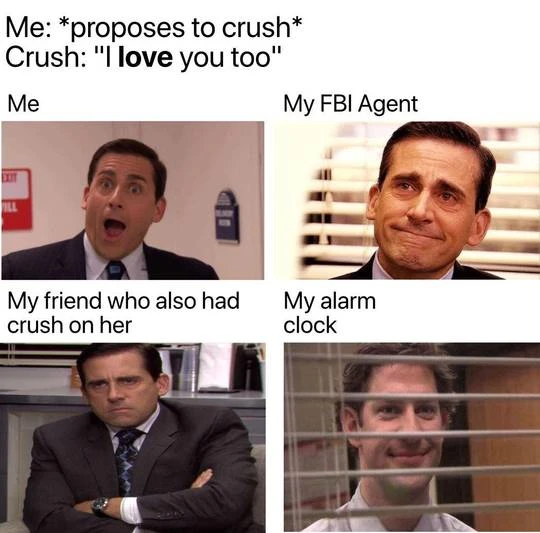 Me: *proposes to crush*
Crush: "I love you too"
Me
My FBI Agent
EXIT
My friend who also had
crush on her
My alarm
clock